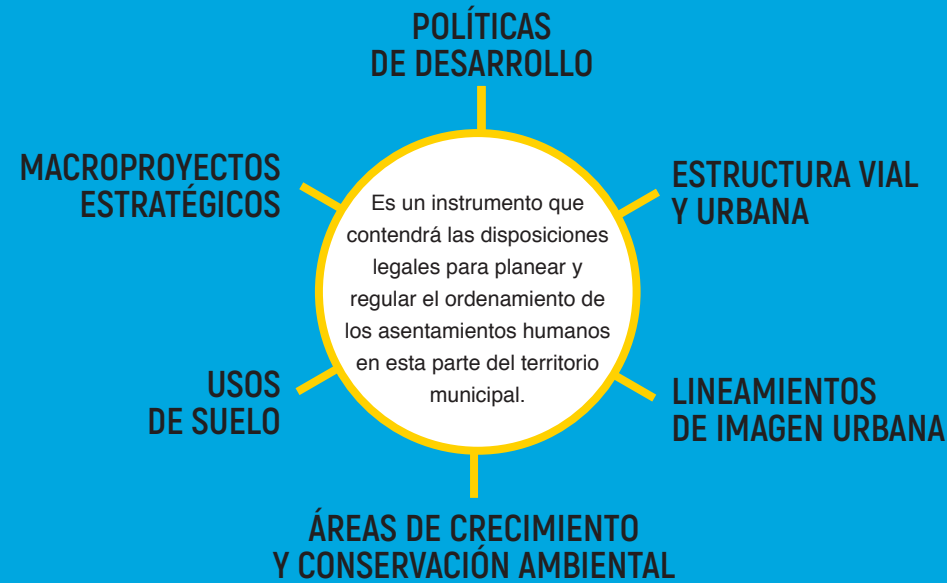 POLÍTICAS
DE DESARROLLO
MACROPROYECTOS
ESTRATÉGICOS
ESTRUCTURA VIAL
Y URBANA
Es un instrumento que
contendrá las disposiciones
legales para planear y
regular el ordenamiento de
los asentamientos humanos
en esta parte del territorio
municipal.
USOS
DE SUELO
LINEAMIENTOS
DE IMAGEN URBANA
ÁREAS DE CRECIMIENTO
Y CONSERVACIÓN AMBIENTAL